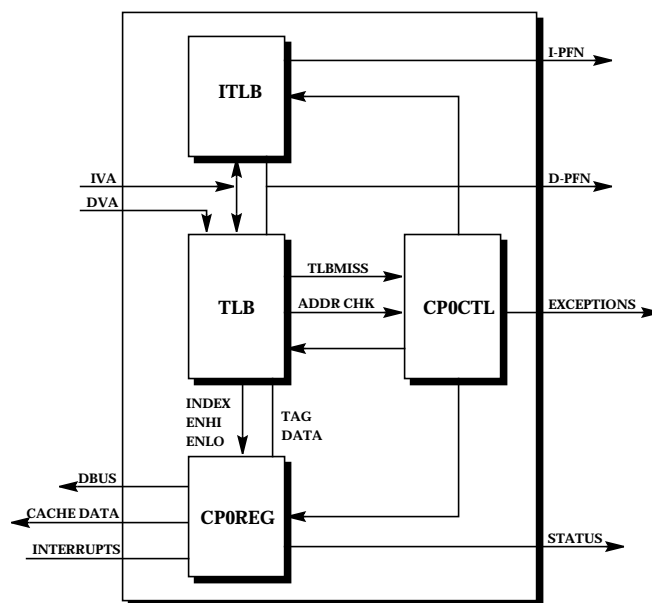 I-PFN
ITLB
IVA
D-PFN
DVA
TLBMISS
TLB
ADDR CHK
CP0CTL
EXCEPTIONS
INDEX
ENHI
ENLO
TAG
DATA
DBUS
CACHE DATA
CP0REG
INTERRUPTS
STATUS